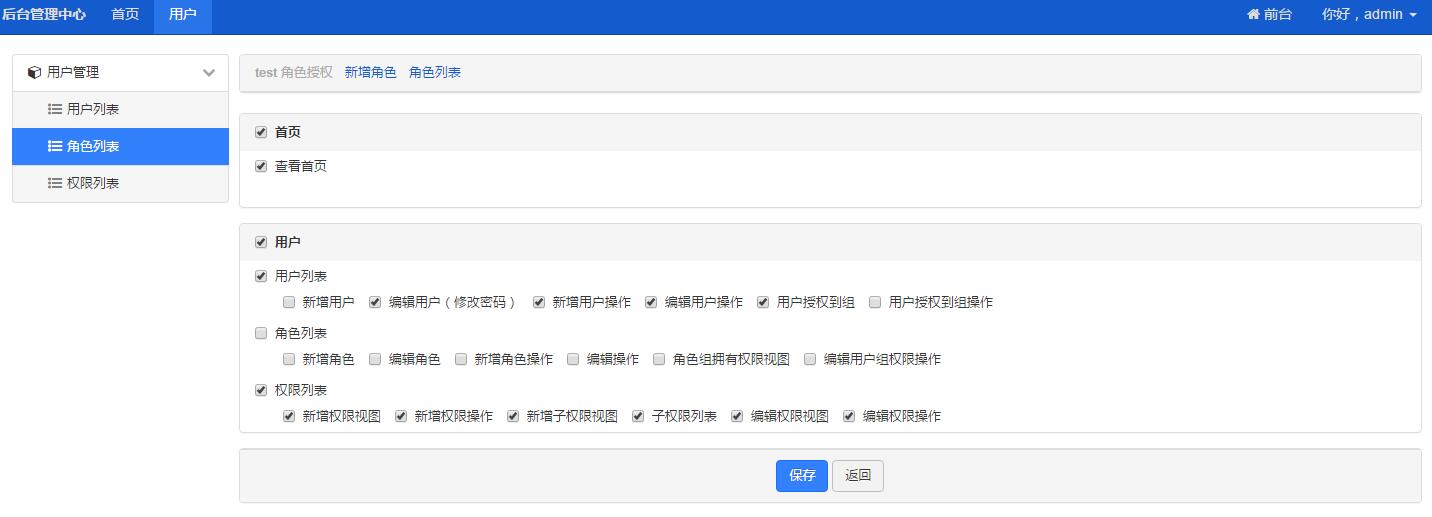 后台管理中心 首页 用户 前台 你好，admin
用户管理
用户列表
角色列表
权限列表
test 角色授权 新增角色 角色列表
首页
查看首页
用户
用户列表
新增用户 编辑用户（修改密码） 新增用户操作 编辑用户操作 用户授权到组 用户授权到组操作
角色列表
新增角色 编辑角色 新增角色操作 编辑操作 角色组拥有权限视图 编辑用户组权限操作
权限列表
新增权限视图 新增权限操作 新增子权限视图 子权限列表 编辑权限视图 编辑权限操作
保存 返回